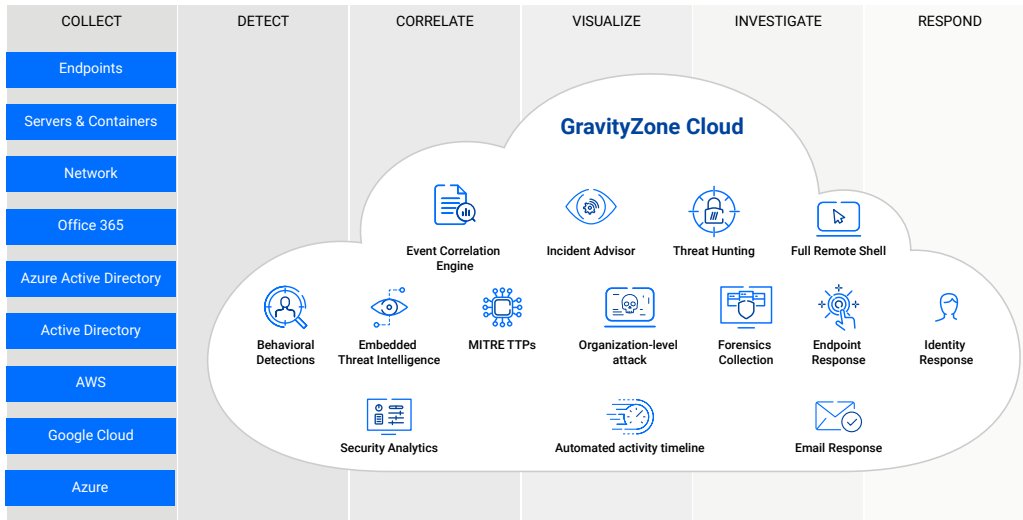 COLLECT
DETECT
CORRELATE
VISUALIZE
INVESTIGATE
RESPOND
Endpoints
Servers & Containers
Network
Office 365
Azure Active Directory
Active Directory
AWS
Google Cloud
Azure
GravityZone Cloud
Event Correlation
Engine
Incident Advisor
Threat Hunting
Full Remote Shell
Behavioral
Detections
Embedded
Threat Intelligence
MITRE TTPs
Organization-level
attack
Forensics
Collection
Endpoint
Response
Identity
Response
Security Analytics
Automated activity timeline
Email Response